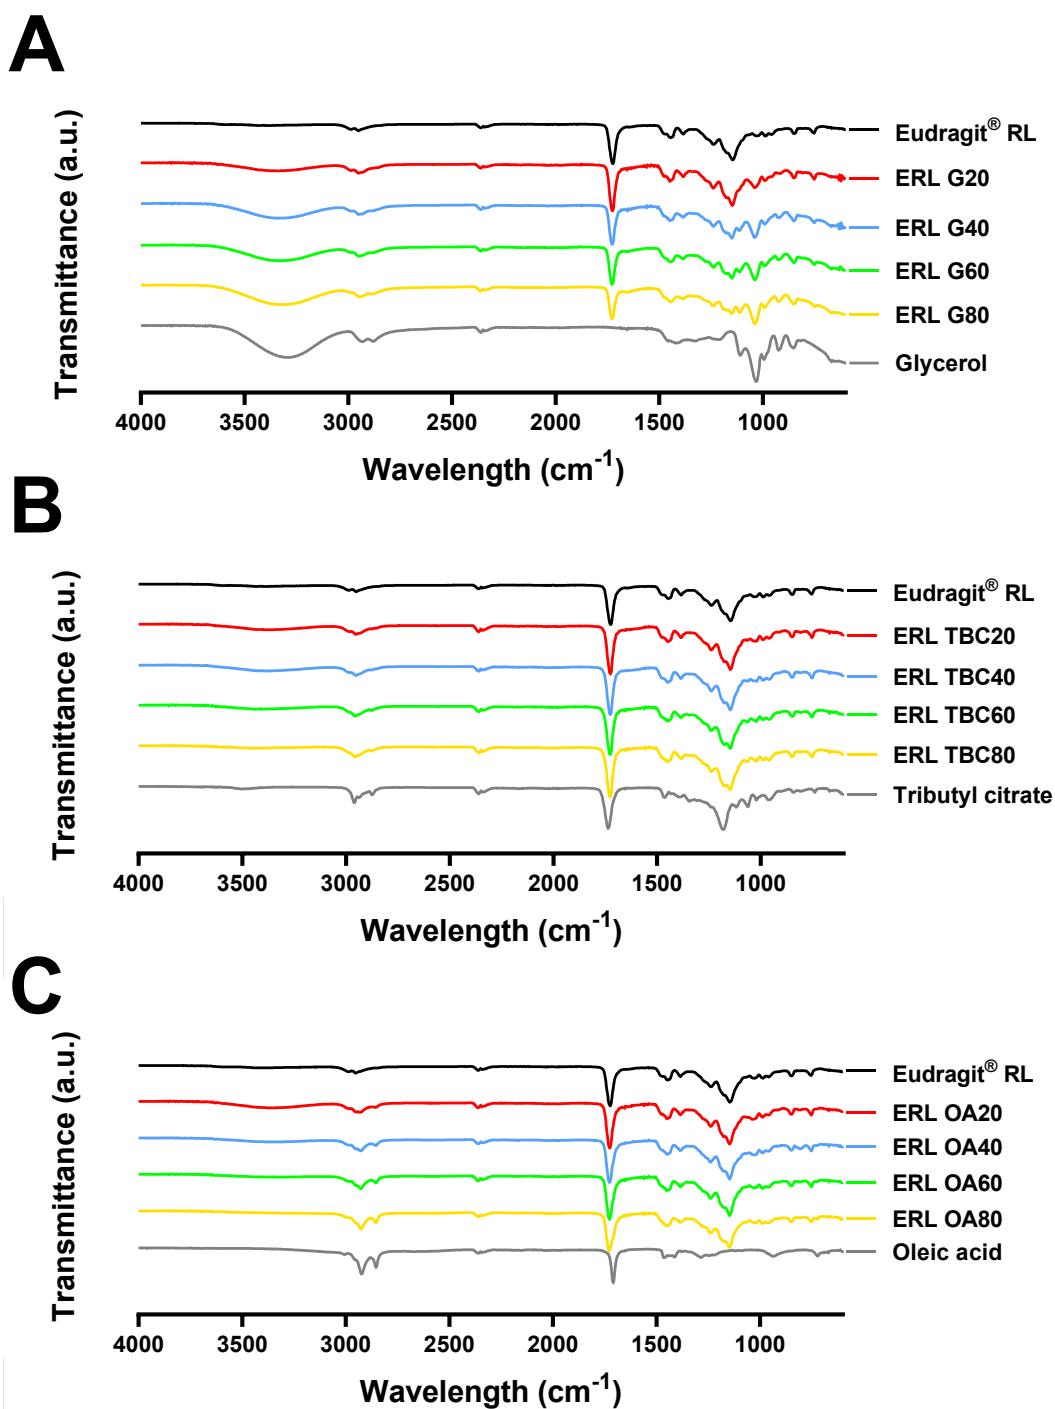 A
Transmittance (a.u.)
Eudragit® RL
ERL G20
ERL G40
ERL G60
ERL G80
Glycerol
4000 3500 3000 2500 2000 1500 1000
Wavelength (cm-1)
B
Transmittance (a.u.)
Eudragit® RL
ERL TBC20
ERL TBC40
ERL TBC60
ERL TBC80
Tributyl citrate
4000 3500 3000 2500 2000 1500 1000
Wavelength (cm-1)
C
Transmittance (a.u.)
Eudragit® RL
ERL OA20
ERL OA40
ERL OA60
ERL OA80
Oleic acid
4000 3500 3000 2500 2000 1500 1000
Wavelength (cm-1)